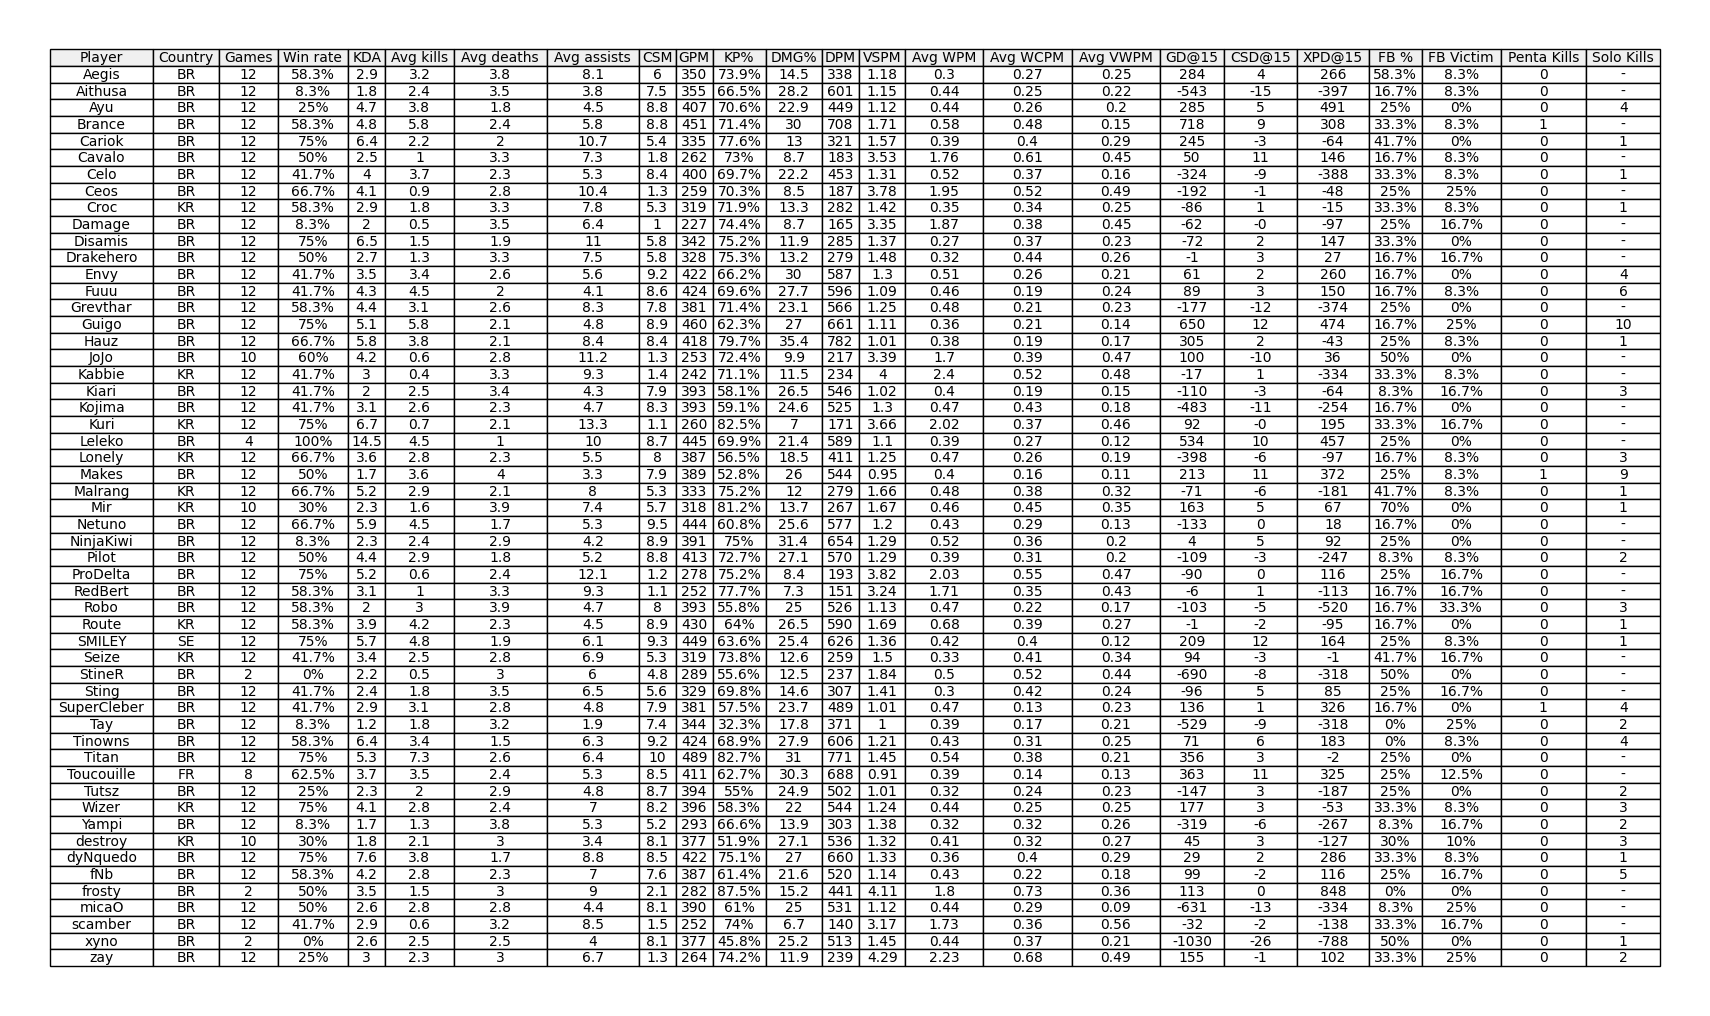 Player Country Games Win rate KDA Avg kills Avg deaths Avg assists CSM GPM KP% DMG% DPM VSPM Avg WPM Avg WCPM Avg VWPM GD@15 CSD@15 XPD@15 FB % FB Victim Penta Kills Solo Kills
Aegis BR 12 58.3% 2.9 3.2 3.8 8.1 6 350 73.9% 14.5 338 1.18 0.3 0.27 0.25 284 4 266 58.3% 8.3% 0 -
Aithusa BR 12 8.3% 1.8 2.4 3.5 3.8 7.5 355 66.5% 28.2 601 1.15 0.44 0.25 0.22 -543 -15 -397 16.7% 8.3% 0 -
Ayu BR 12 25% 4.7 3.8 1.8 4.5 8.8 407 70.6% 22.9 449 1.12 0.44 0.26 0.2 285 5 491 25% 0% 0 4
Brance BR 12 58.3% 4.8 5.8 2.4 5.8 8.8 451 71.4% 30 708 1.71 0.58 0.48 0.15 718 9 308 33.3% 8.3% 1 -
Cariok BR 12 75% 6.4 2.2 2 10.7 5.4 335 77.6% 13 321 1.57 0.39 0.4 0.29 245 -3 -64 41.7% 0% 0 1
Cavalo BR 12 50% 2.5 1 3.3 7.3 1.8 262 73% 8.7 183 3.53 1.76 0.61 0.45 50 11 146 16.7% 8.3% 0 -
Celo BR 12 41.7% 4 3.7 2.3 5.3 8.4 400 69.7% 22.2 453 1.31 0.52 0.37 0.16 -324 -9 -388 33.3% 8.3% 0 1
Ceos BR 12 66.7% 4.1 0.9 2.8 10.4 1.3 259 70.3% 8.5 187 3.78 1.95 0.52 0.49 -192 -1 -48 25% 25% 0 -
Croc KR 12 58.3% 2.9 1.8 3.3 7.8 5.3 319 71.9% 13.3 282 1.42 0.35 0.34 0.25 -86 1 -15 33.3% 8.3% 0 1
Damage BR 12 8.3% 2 0.5 3.5 6.4 1 227 74.4% 8.7 165 3.35 1.87 0.38 0.45 -62 -0 -97 25% 16.7% 0 -
Disamis BR 12 75% 6.5 1.5 1.9 11 5.8 342 75.2% 11.9 285 1.37 0.27 0.37 0.23 -72 2 147 33.3% 0% 0 -
Drakehero BR 12 50% 2.7 1.3 3.3 7.5 5.8 328 75.3% 13.2 279 1.48 0.32 0.44 0.26 -1 3 27 16.7% 16.7% 0 -
Envy BR 12 41.7% 3.5 3.4 2.6 5.6 9.2 422 66.2% 30 587 1.3 0.51 0.26 0.21 61 2 260 16.7% 0% 0 4
Fuuu BR 12 41.7% 4.3 4.5 2 4.1 8.6 424 69.6% 27.7 596 1.09 0.46 0.19 0.24 89 3 150 16.7% 8.3% 0 6
Grevthar BR 12 58.3% 4.4 3.1 2.6 8.3 7.8 381 71.4% 23.1 566 1.25 0.48 0.21 0.23 -177 -12 -374 25% 0% 0 -
Guigo BR 12 75% 5.1 5.8 2.1 4.8 8.9 460 62.3% 27 661 1.11 0.36 0.21 0.14 650 12 474 16.7% 25% 0 10
Hauz BR 12 66.7% 5.8 3.8 2.1 8.4 8.4 418 79.7% 35.4 782 1.01 0.38 0.19 0.17 305 2 -43 25% 8.3% 0 1
JoJo BR 10 60% 4.2 0.6 2.8 11.2 1.3 253 72.4% 9.9 217 3.39 1.7 0.39 0.47 100 -10 36 50% 0% 0 -
Kabbie KR 12 41.7% 3 0.4 3.3 9.3 1.4 242 71.1% 11.5 234 4 2.4 0.52 0.48 -17 1 -334 33.3% 8.3% 0 -
Kiari BR 12 41.7% 2 2.5 3.4 4.3 7.9 393 58.1% 26.5 546 1.02 0.4 0.19 0.15 -110 -3 -64 8.3% 16.7% 0 3
Kojima BR 12 41.7% 3.1 2.6 2.3 4.7 8.3 393 59.1% 24.6 525 1.3 0.47 0.43 0.18 -483 -11 -254 16.7% 0% 0 -
Kuri KR 12 75% 6.7 0.7 2.1 13.3 1.1 260 82.5% 7 171 3.66 2.02 0.37 0.46 92 -0 195 33.3% 16.7% 0 -
Leleko BR 4 100% 14.5 4.5 1 10 8.7 445 69.9% 21.4 589 1.1 0.39 0.27 0.12 534 10 457 25% 0% 0 -
Lonely KR 12 66.7% 3.6 2.8 2.3 5.5 8 387 56.5% 18.5 411 1.25 0.47 0.26 0.19 -398 -6 -97 16.7% 8.3% 0 3
Makes BR 12 50% 1.7 3.6 4 3.3 7.9 389 52.8% 26 544 0.95 0.4 0.16 0.11 213 11 372 25% 8.3% 1 9
Malrang KR 12 66.7% 5.2 2.9 2.1 8 5.3 333 75.2% 12 279 1.66 0.48 0.38 0.32 -71 -6 -181 41.7% 8.3% 0 1
Mir KR 10 30% 2.3 1.6 3.9 7.4 5.7 318 81.2% 13.7 267 1.67 0.46 0.45 0.35 163 5 67 70% 0% 0 1
Netuno BR 12 66.7% 5.9 4.5 1.7 5.3 9.5 444 60.8% 25.6 577 1.2 0.43 0.29 0.13 -133 0 18 16.7% 0% 0 -
NinjaKiwi BR 12 8.3% 2.3 2.4 2.9 4.2 8.9 391 75% 31.4 654 1.29 0.52 0.36 0.2 4 5 92 25% 0% 0 -
Pilot BR 12 50% 4.4 2.9 1.8 5.2 8.8 413 72.7% 27.1 570 1.29 0.39 0.31 0.2 -109 -3 -247 8.3% 8.3% 0 2
ProDelta BR 12 75% 5.2 0.6 2.4 12.1 1.2 278 75.2% 8.4 193 3.82 2.03 0.55 0.47 -90 0 116 25% 16.7% 0 -
RedBert BR 12 58.3% 3.1 1 3.3 9.3 1.1 252 77.7% 7.3 151 3.24 1.71 0.35 0.43 -6 1 -113 16.7% 16.7% 0 -
Robo BR 12 58.3% 2 3 3.9 4.7 8 393 55.8% 25 526 1.13 0.47 0.22 0.17 -103 -5 -520 16.7% 33.3% 0 3
Route KR 12 58.3% 3.9 4.2 2.3 4.5 8.9 430 64% 26.5 590 1.69 0.68 0.39 0.27 -1 -2 -95 16.7% 0% 0 1
SMILEY SE 12 75% 5.7 4.8 1.9 6.1 9.3 449 63.6% 25.4 626 1.36 0.42 0.4 0.12 209 12 164 25% 8.3% 0 1
Seize KR 12 41.7% 3.4 2.5 2.8 6.9 5.3 319 73.8% 12.6 259 1.5 0.33 0.41 0.34 94 -3 -1 41.7% 16.7% 0 -
StineR BR 2 0% 2.2 0.5 3 6 4.8 289 55.6% 12.5 237 1.84 0.5 0.52 0.44 -690 -8 -318 50% 0% 0 -
Sting BR 12 41.7% 2.4 1.8 3.5 6.5 5.6 329 69.8% 14.6 307 1.41 0.3 0.42 0.24 -96 5 85 25% 16.7% 0 -
SuperCleber BR 12 41.7% 2.9 3.1 2.8 4.8 7.9 381 57.5% 23.7 489 1.01 0.47 0.13 0.23 136 1 326 16.7% 0% 1 4
Tay BR 12 8.3% 1.2 1.8 3.2 1.9 7.4 344 32.3% 17.8 371 1 0.39 0.17 0.21 -529 -9 -318 0% 25% 0 2
Tinowns BR 12 58.3% 6.4 3.4 1.5 6.3 9.2 424 68.9% 27.9 606 1.21 0.43 0.31 0.25 71 6 183 0% 8.3% 0 4
Titan BR 12 75% 5.3 7.3 2.6 6.4 10 489 82.7% 31 771 1.45 0.54 0.38 0.21 356 3 -2 25% 0% 0 -
Toucouille FR 8 62.5% 3.7 3.5 2.4 5.3 8.5 411 62.7% 30.3 688 0.91 0.39 0.14 0.13 363 11 325 25% 12.5% 0 -
Tutsz BR 12 25% 2.3 2 2.9 4.8 8.7 394 55% 24.9 502 1.01 0.32 0.24 0.23 -147 3 -187 25% 0% 0 2
Wizer KR 12 75% 4.1 2.8 2.4 7 8.2 396 58.3% 22 544 1.24 0.44 0.25 0.25 177 3 -53 33.3% 8.3% 0 3
Yampi BR 12 8.3% 1.7 1.3 3.8 5.3 5.2 293 66.6% 13.9 303 1.38 0.32 0.32 0.26 -319 -6 -267 8.3% 16.7% 0 2
destroy KR 10 30% 1.8 2.1 3 3.4 8.1 377 51.9% 27.1 536 1.32 0.41 0.32 0.27 45 3 -127 30% 10% 0 3
dyNquedo BR 12 75% 7.6 3.8 1.7 8.8 8.5 422 75.1% 27 660 1.33 0.36 0.4 0.29 29 2 286 33.3% 8.3% 0 1
fNb BR 12 58.3% 4.2 2.8 2.3 7 7.6 387 61.4% 21.6 520 1.14 0.43 0.22 0.18 99 -2 116 25% 16.7% 0 5
frosty BR 2 50% 3.5 1.5 3 9 2.1 282 87.5% 15.2 441 4.11 1.8 0.73 0.36 113 0 848 0% 0% 0 -
micaO BR 12 50% 2.6 2.8 2.8 4.4 8.1 390 61% 25 531 1.12 0.44 0.29 0.09 -631 -13 -334 8.3% 25% 0 -
scamber BR 12 41.7% 2.9 0.6 3.2 8.5 1.5 252 74% 6.7 140 3.17 1.73 0.36 0.56 -32 -2 -138 33.3% 16.7% 0 -
xyno BR 2 0% 2.6 2.5 2.5 4 8.1 377 45.8% 25.2 513 1.45 0.44 0.37 0.21 -1030 -26 -788 50% 0% 0 1
zay BR 12 25% 3 2.3 3 6.7 1.3 264 74.2% 11.9 239 4.29 2.23 0.68 0.49 155 -1 102 33.3% 25% 0 2